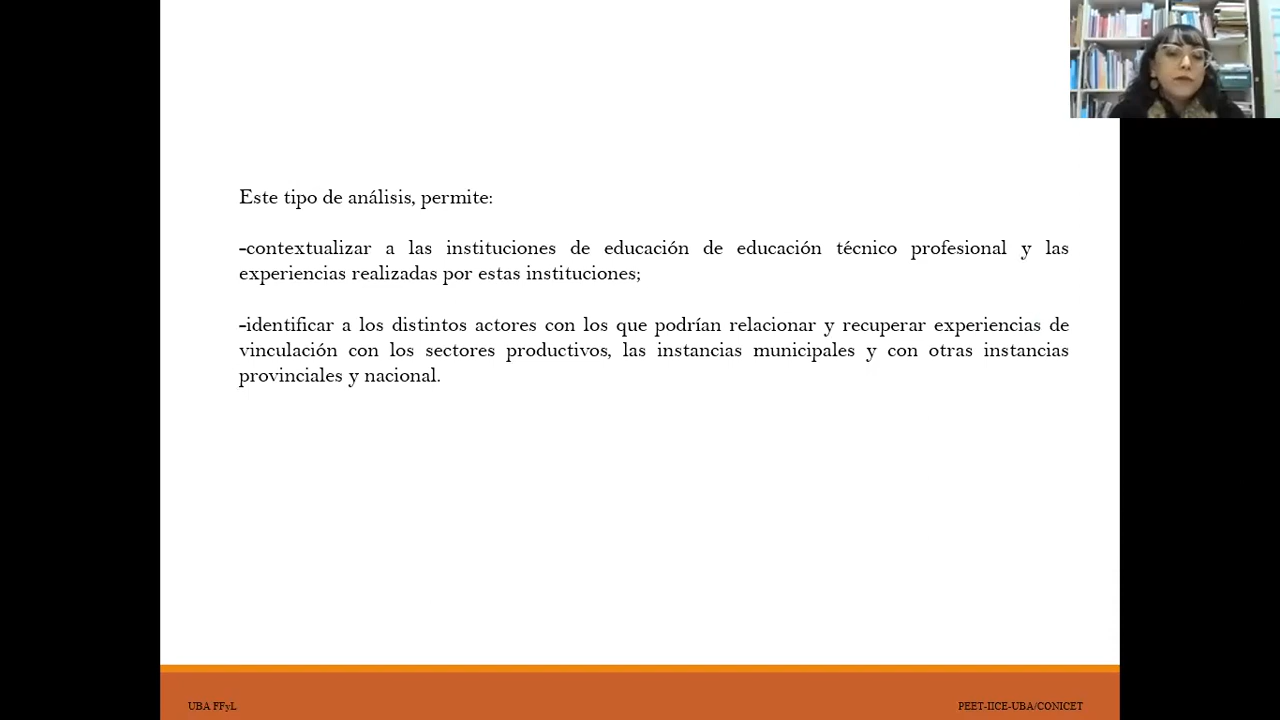 Este tipo de análisis, permite:
-contextualizar a las instituciones de educación de educación técnico profesional y las
experiencias realizadas por estas instituciones;
-identificar a los distintos actores con los que podrían relacionar y recuperar experiencias de
vinculación con los sectores productivos, las instancias municipales y con otras instancias
provinciales y nacional.
UBA FFyL
PEET-IICE-UBA/CONICET